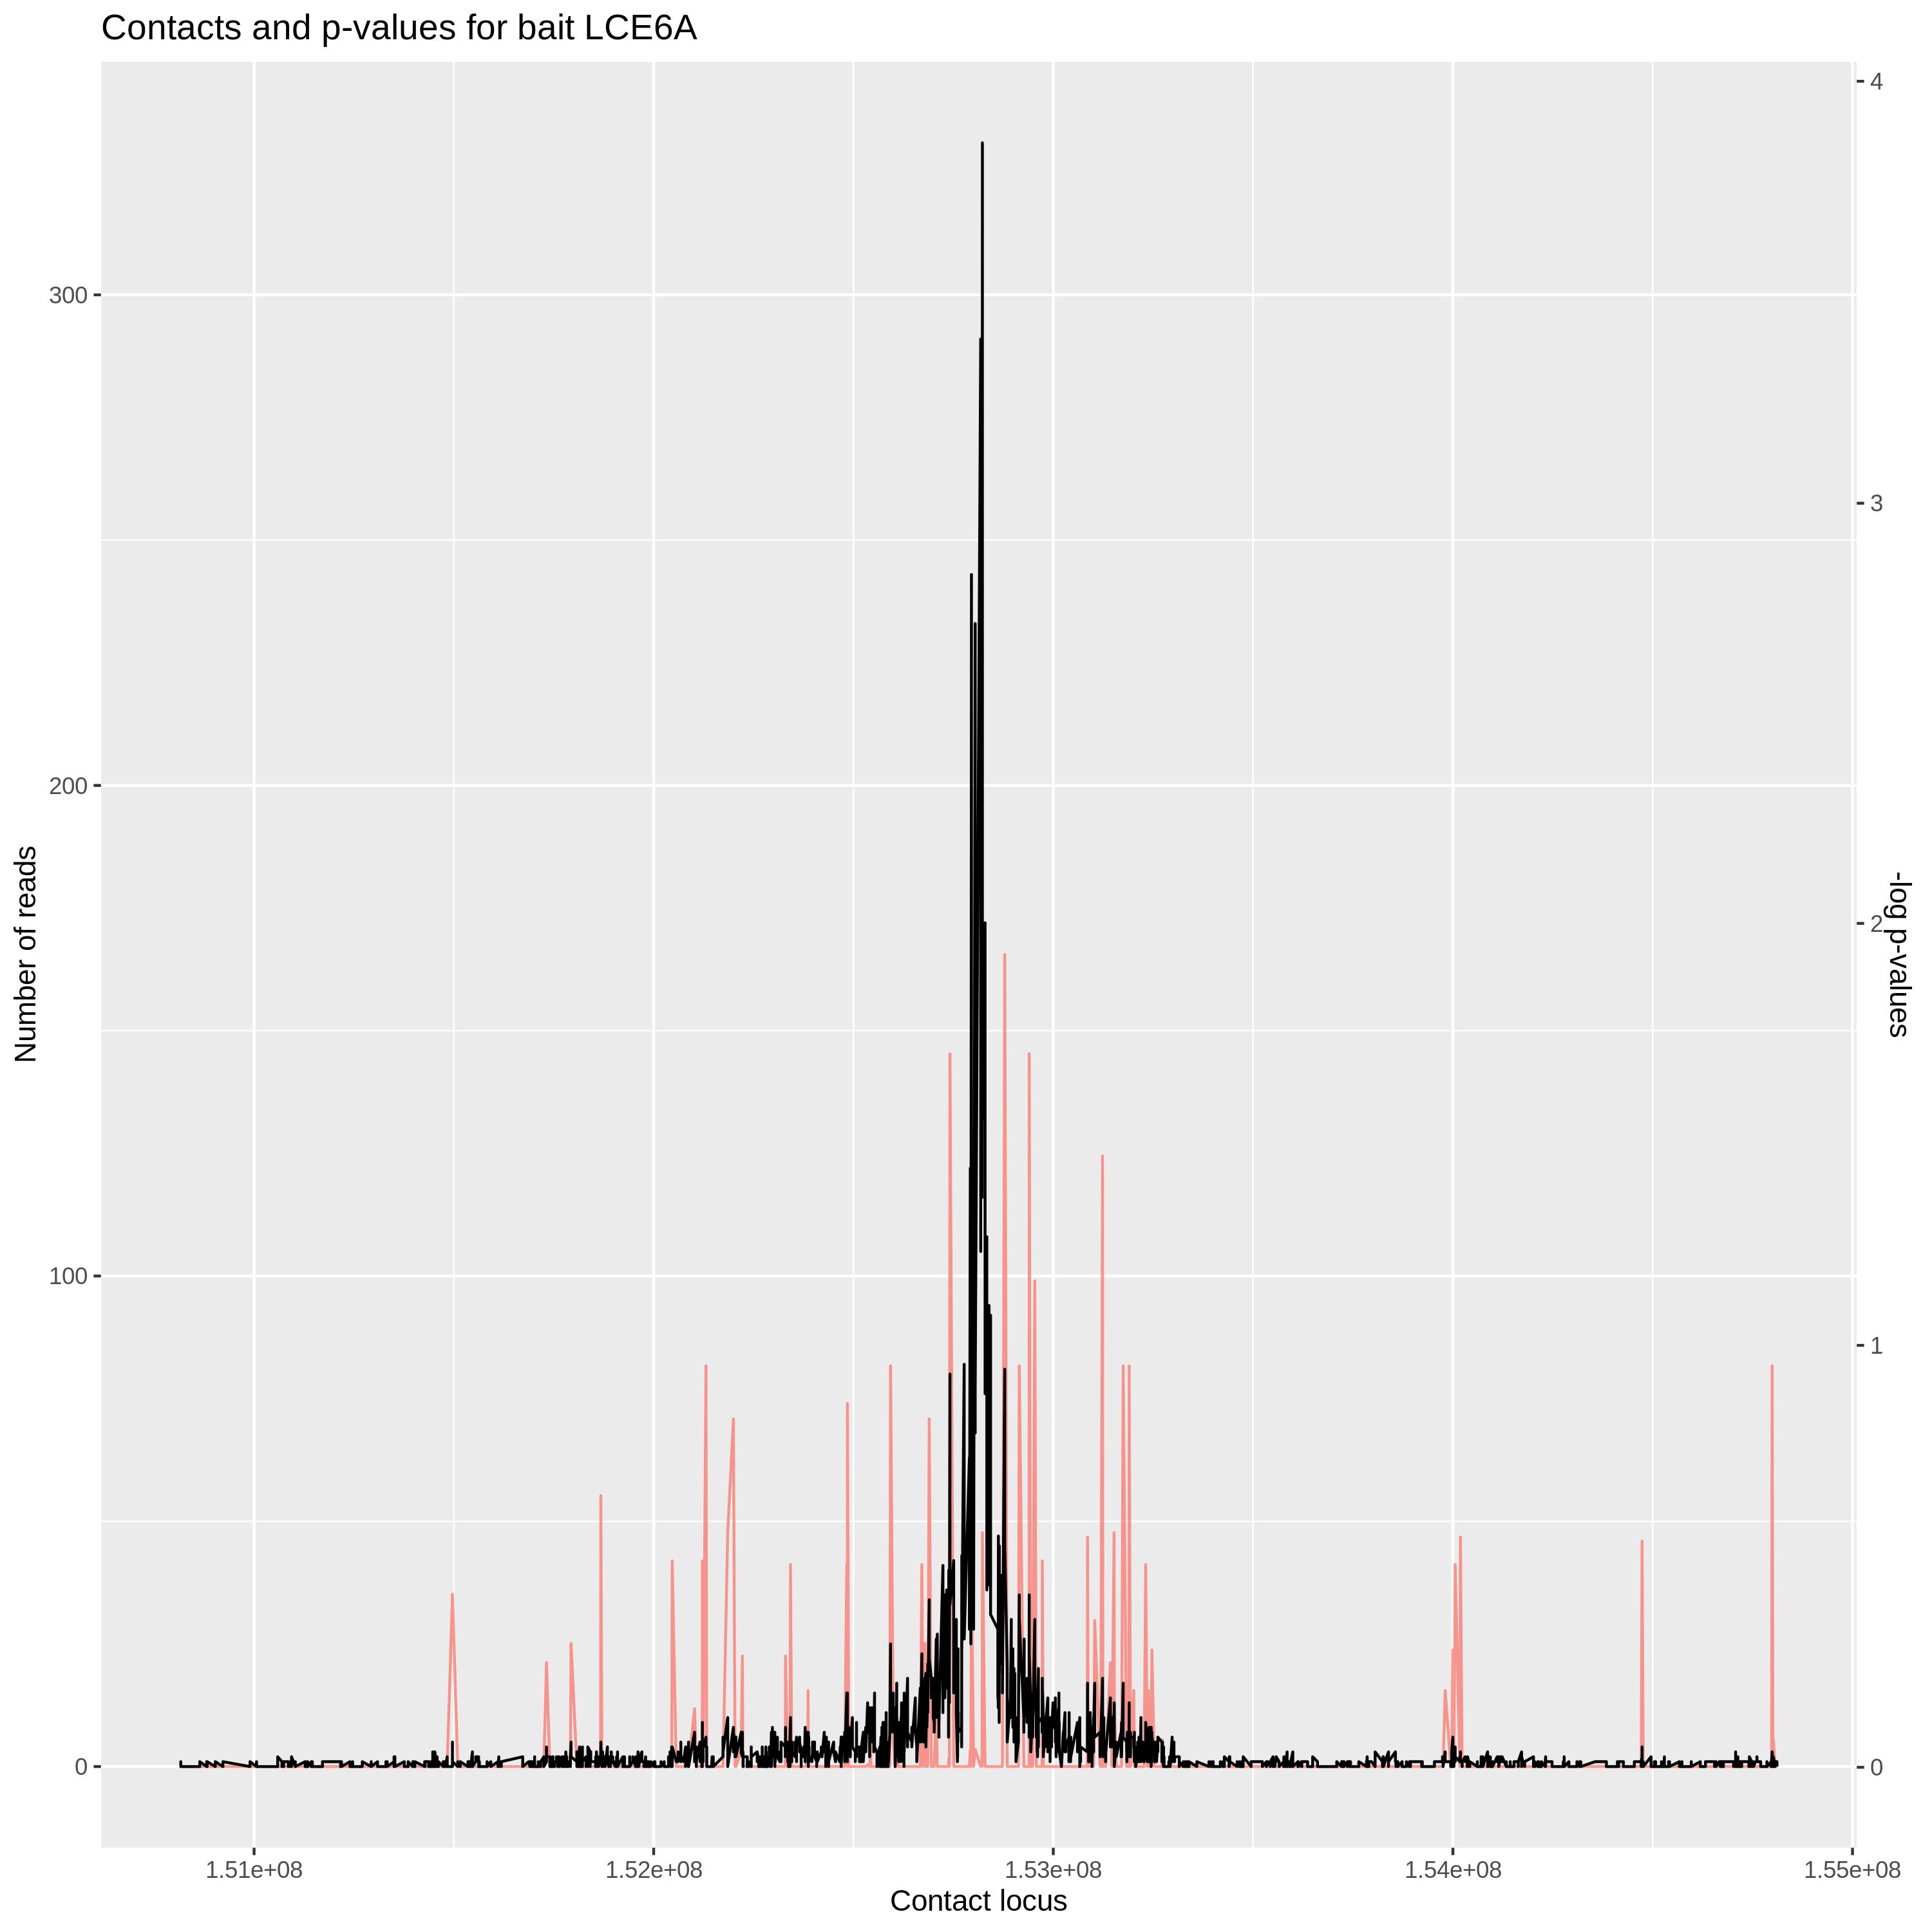 Contacts and p-values for bait LCE6A
4
300
3
200
Number of reads
-log p-values
2
100
1
0
0
1.51e+08
1.52e+08
1.53e+08
1.54e+08
1.55e+08
Contact locus